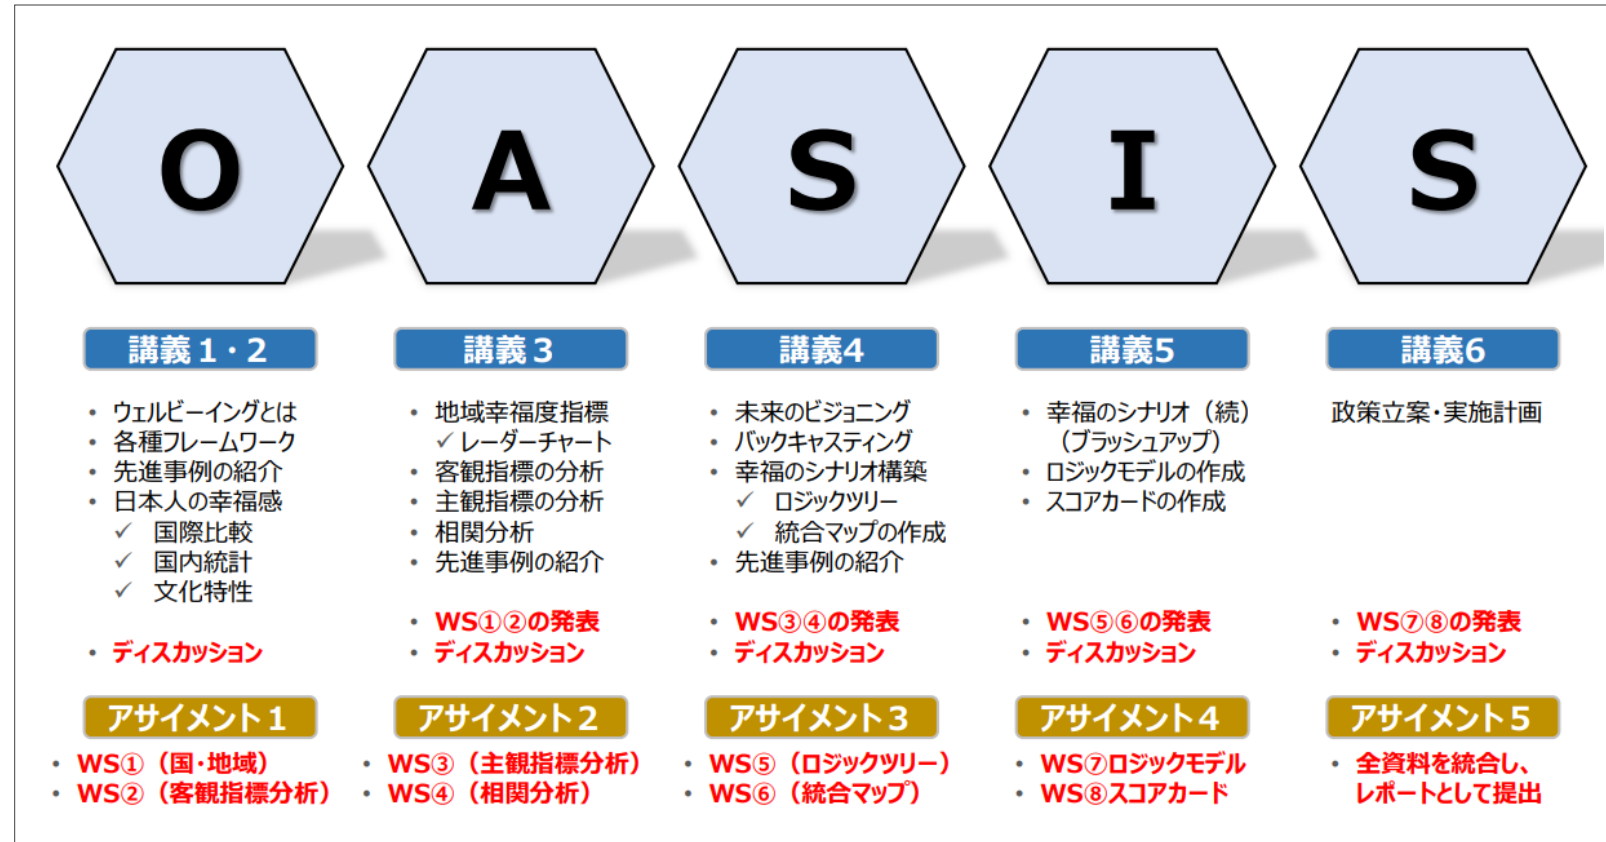 O
A
S
I
S
講義１・２
• ウェルビーイングとは
• 各種フレームワーク
• 先進事例の紹介
• 日本人の幸福感
✓ 国際比較
✓ 国内統計
✓ 文化特性
• ディスカッション
アサイメント１
• WS①（国・地域）
• WS②（客観指標分析）
講義３
• 地域幸福度指標
✓レーダーチャート
• 客観指標の分析
• 主観指標の分析
• 相関分析
• 先進事例の紹介
• WS①②の発表
• ディスカッション
アサイメント２
• WS③（主観指標分析）
• WS④（相関分析）
講義4
• 未来のビジョニング
• バックキャスティング
• 幸福のシナリオ構築
✓ ロジックツリー
✓ 統合マップの作成
• 先進事例の紹介
• WS③④の発表
• ディスカッション
アサイメント３
• WS⑤（ロジックツリー）
• WS⑥（統合マップ）
講義5
• 幸福のシナリオ（続）
（ブラッシュアップ）
• ロジックモデルの作成
• スコアカードの作成
• WS⑤⑥の発表
• ディスカッション
アサイメント４
• WS⑦ロジックモデル
• WS⑧スコアカード
講義6
政策立案・実施計画
• WS⑦⑧の発表
• ディスカッション
アサイメント５
• 全資料を統合し、
レポートとして提出